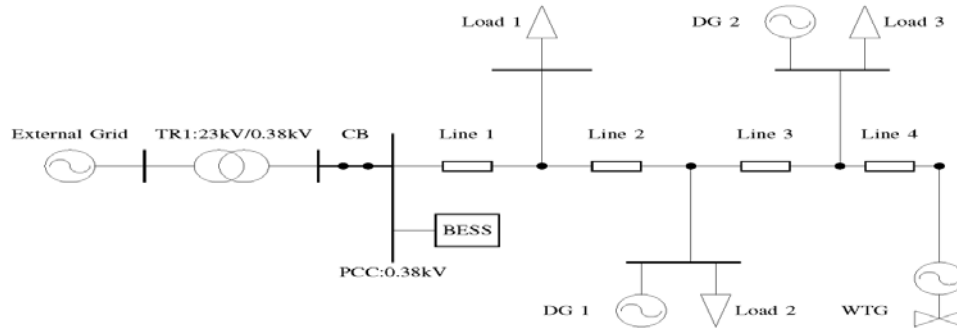 Load 1
DG 2
Load 3
External Grid
TR1:23kV/0.38kV
CB
Line 1
Line 2
Line 3
Line 4
BESS
PCC:0.38kV
DG 1
Load 2
WTG